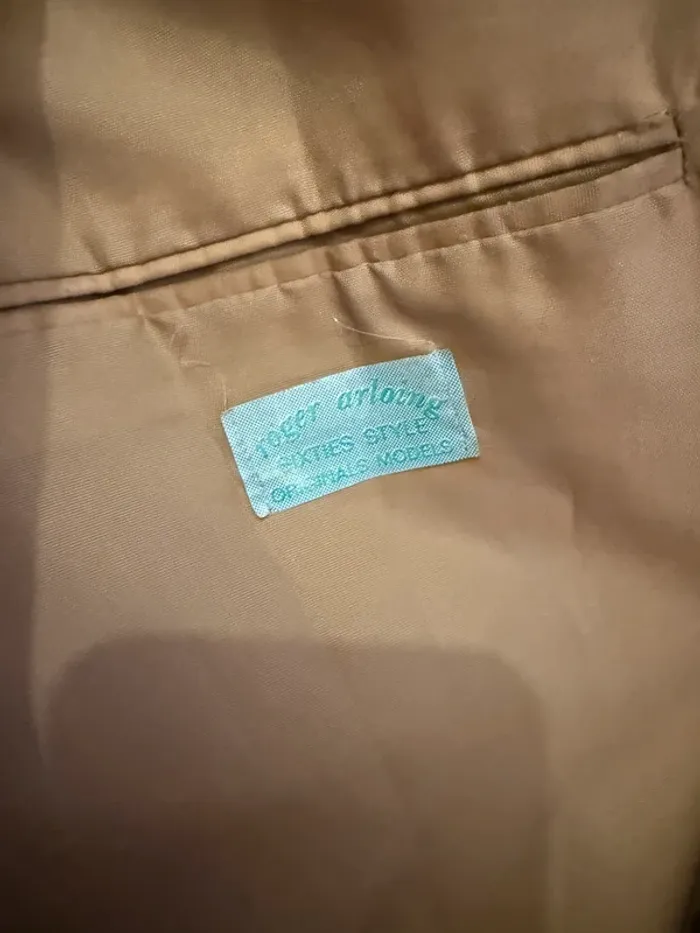 roger arloing
SIXTIES STYLE
ORIGINALS MODELS